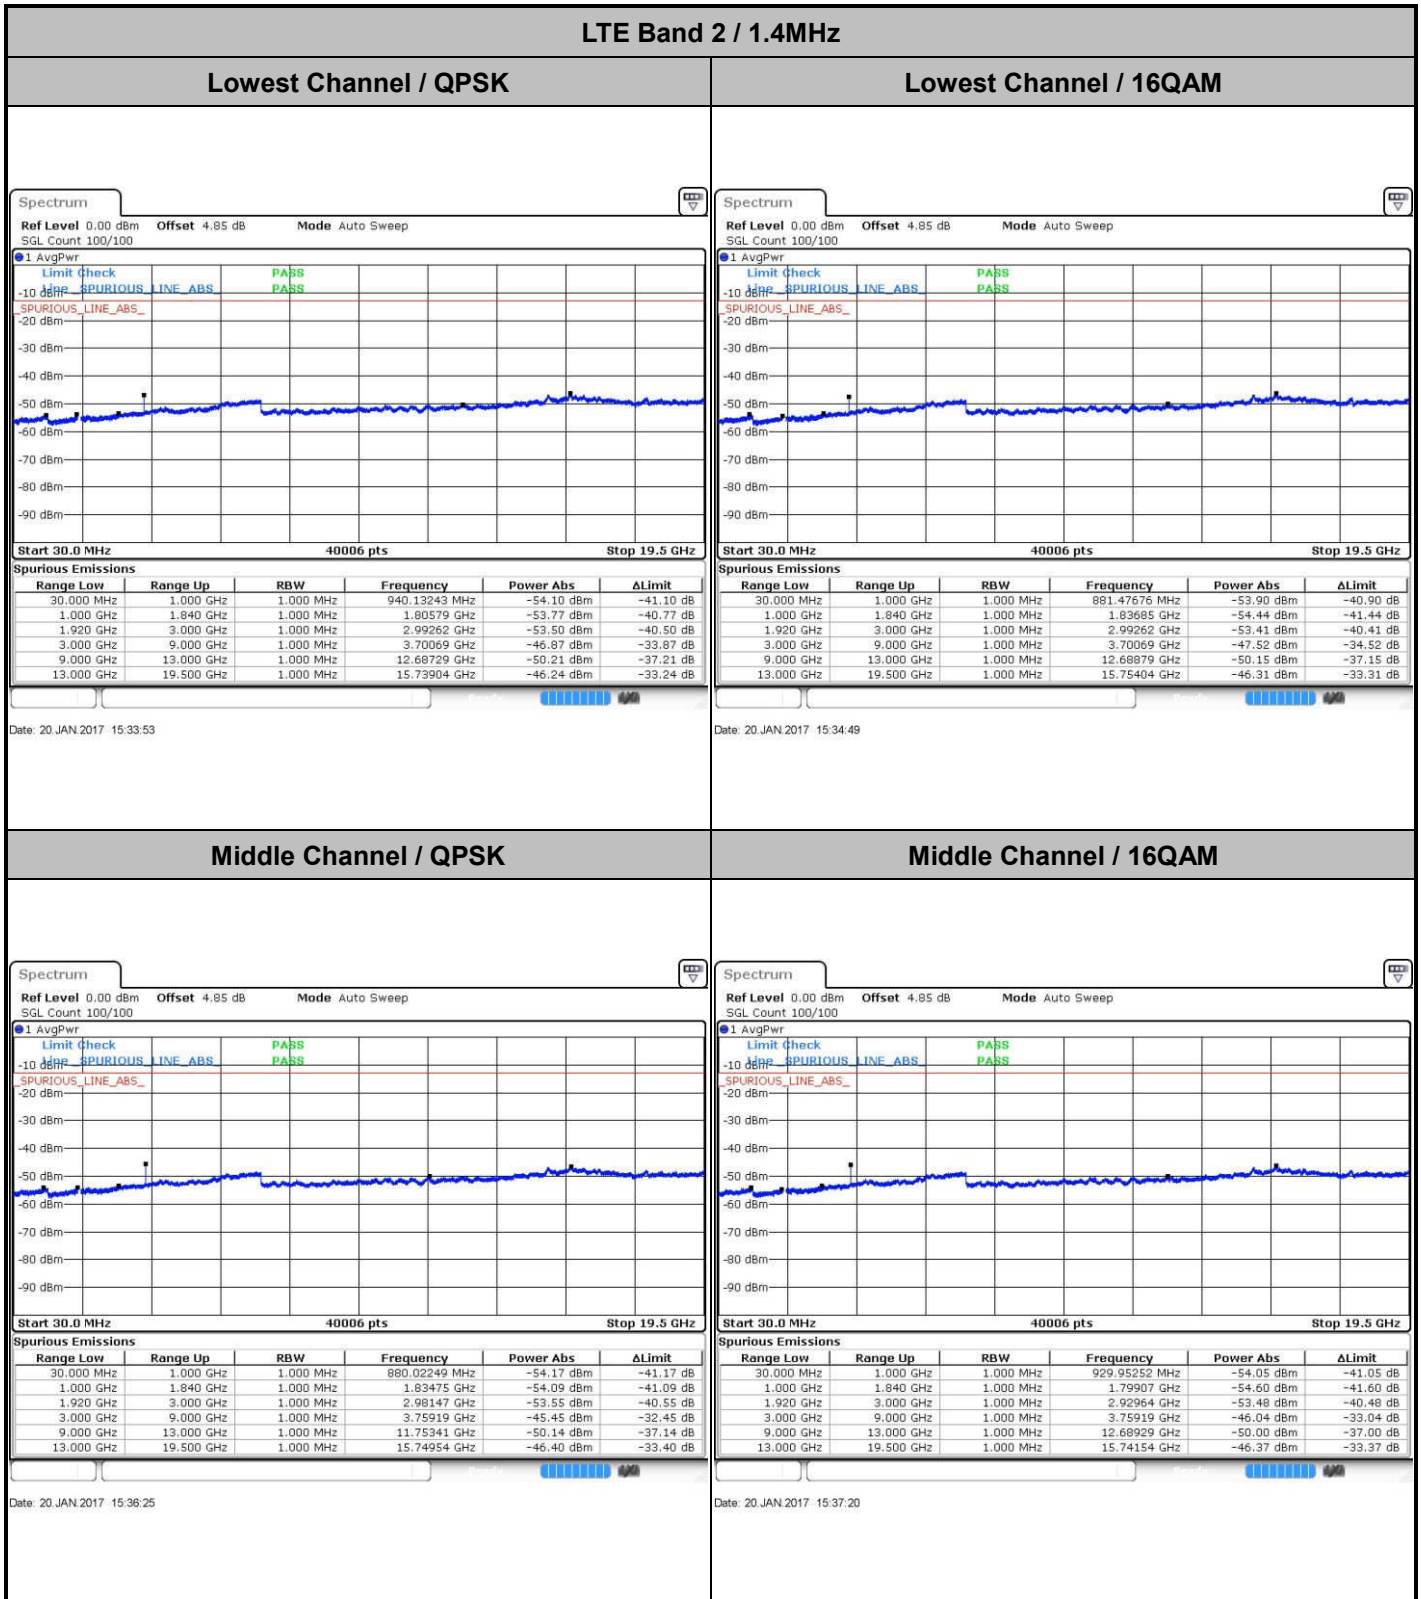 LTE Band 2 / 1.4MHz
Lowest Channel / QPSK
Lowest Channel / 16QAM
Spectrum
Ref Level 0.00 dBm Offset 4.85 dB Mode Auto Sweep
SGL Count 100/100
1 AvgPwr
Limit Check PASS
-10 dBm Line _SPURIOUS_LINE_ABS_ PASS
_SPURIOUS_LINE_ABS_
-20 dBm
-30 dBm
-40 dBm
-50 dBm
-60 dBm
-70 dBm
-80 dBm
-90 dBm
Start 30.0 MHz 40006 pts Stop 19.5 GHz
Spurious Emissions
Range Low Range Up RBW Frequency Power Abs ΔLimit
30.000 MHz 1.000 GHz 1.000 MHz 940.13243 MHz -54.10 dBm -41.10 dB
1.000 GHz 1.840 GHz 1.000 MHz 1.80579 GHz -53.77 dBm -40.77 dB
1.920 GHz 3.000 GHz 1.000 MHz 2.99262 GHz -53.50 dBm -40.50 dB
3.000 GHz 9.000 GHz 1.000 MHz 3.70069 GHz -46.87 dBm -33.87 dB
9.000 GHz 13.000 GHz 1.000 MHz 12.68729 GHz -50.21 dBm -37.21 dB
13.000 GHz 19.500 GHz 1.000 MHz 15.73904 GHz -46.24 dBm -33.24 dB
Date: 20.JAN.2017 15:33:53
Spectrum
Ref Level 0.00 dBm Offset 4.85 dB Mode Auto Sweep
SGL Count 100/100
1 AvgPwr
Limit Check PASS
-10 dBm Line _SPURIOUS_LINE_ABS_ PASS
_SPURIOUS_LINE_ABS_
-20 dBm
-30 dBm
-40 dBm
-50 dBm
-60 dBm
-70 dBm
-80 dBm
-90 dBm
Start 30.0 MHz 40006 pts Stop 19.5 GHz
Spurious Emissions
Range Low Range Up RBW Frequency Power Abs ΔLimit
30.000 MHz 1.000 GHz 1.000 MHz 881.47676 MHz -53.90 dBm -40.90 dB
1.000 GHz 1.840 GHz 1.000 MHz 1.83685 GHz -54.44 dBm -41.44 dB
1.920 GHz 3.000 GHz 1.000 MHz 2.99262 GHz -53.41 dBm -40.41 dB
3.000 GHz 9.000 GHz 1.000 MHz 3.70069 GHz -47.52 dBm -34.52 dB
9.000 GHz 13.000 GHz 1.000 MHz 12.68879 GHz -50.15 dBm -37.15 dB
13.000 GHz 19.500 GHz 1.000 MHz 15.75404 GHz -46.31 dBm -33.31 dB
Date: 20.JAN.2017 15:34:49
Middle Channel / QPSK
Middle Channel / 16QAM
Spectrum
Ref Level 0.00 dBm Offset 4.85 dB Mode Auto Sweep
SGL Count 100/100
1 AvgPwr
Limit Check PASS
-10 dBm Line _SPURIOUS_LINE_ABS_ PASS
_SPURIOUS_LINE_ABS_
-20 dBm
-30 dBm
-40 dBm
-50 dBm
-60 dBm
-70 dBm
-80 dBm
-90 dBm
Start 30.0 MHz 40006 pts Stop 19.5 GHz
Spurious Emissions
Range Low Range Up RBW Frequency Power Abs ΔLimit
30.000 MHz 1.000 GHz 1.000 MHz 880.02249 MHz -54.17 dBm -41.17 dB
1.000 GHz 1.840 GHz 1.000 MHz 1.83475 GHz -54.09 dBm -41.09 dB
1.920 GHz 3.000 GHz 1.000 MHz 2.98147 GHz -53.55 dBm -40.55 dB
3.000 GHz 9.000 GHz 1.000 MHz 3.75919 GHz -45.45 dBm -32.45 dB
9.000 GHz 13.000 GHz 1.000 MHz 11.75341 GHz -50.14 dBm -37.14 dB
13.000 GHz 19.500 GHz 1.000 MHz 15.74954 GHz -46.40 dBm -33.40 dB
Date: 20.JAN.2017 15:36:25
Spectrum
Ref Level 0.00 dBm Offset 4.85 dB Mode Auto Sweep
SGL Count 100/100
1 AvgPwr
Limit Check PASS
-10 dBm Line _SPURIOUS_LINE_ABS_ PASS
_SPURIOUS_LINE_ABS_
-20 dBm
-30 dBm
-40 dBm
-50 dBm
-60 dBm
-70 dBm
-80 dBm
-90 dBm
Start 30.0 MHz 40006 pts Stop 19.5 GHz
Spurious Emissions
Range Low Range Up RBW Frequency Power Abs ΔLimit
30.000 MHz 1.000 GHz 1.000 MHz 929.95252 MHz -54.05 dBm -41.05 dB
1.000 GHz 1.840 GHz 1.000 MHz 1.79907 GHz -54.60 dBm -41.60 dB
1.920 GHz 3.000 GHz 1.000 MHz 2.92964 GHz -53.48 dBm -40.48 dB
3.000 GHz 9.000 GHz 1.000 MHz 3.75919 GHz -46.04 dBm -33.04 dB
9.000 GHz 13.000 GHz 1.000 MHz 12.68929 GHz -50.00 dBm -37.00 dB
13.000 GHz 19.500 GHz 1.000 MHz 15.74154 GHz -46.37 dBm -33.37 dB
Date: 20.JAN.2017 15:37:20